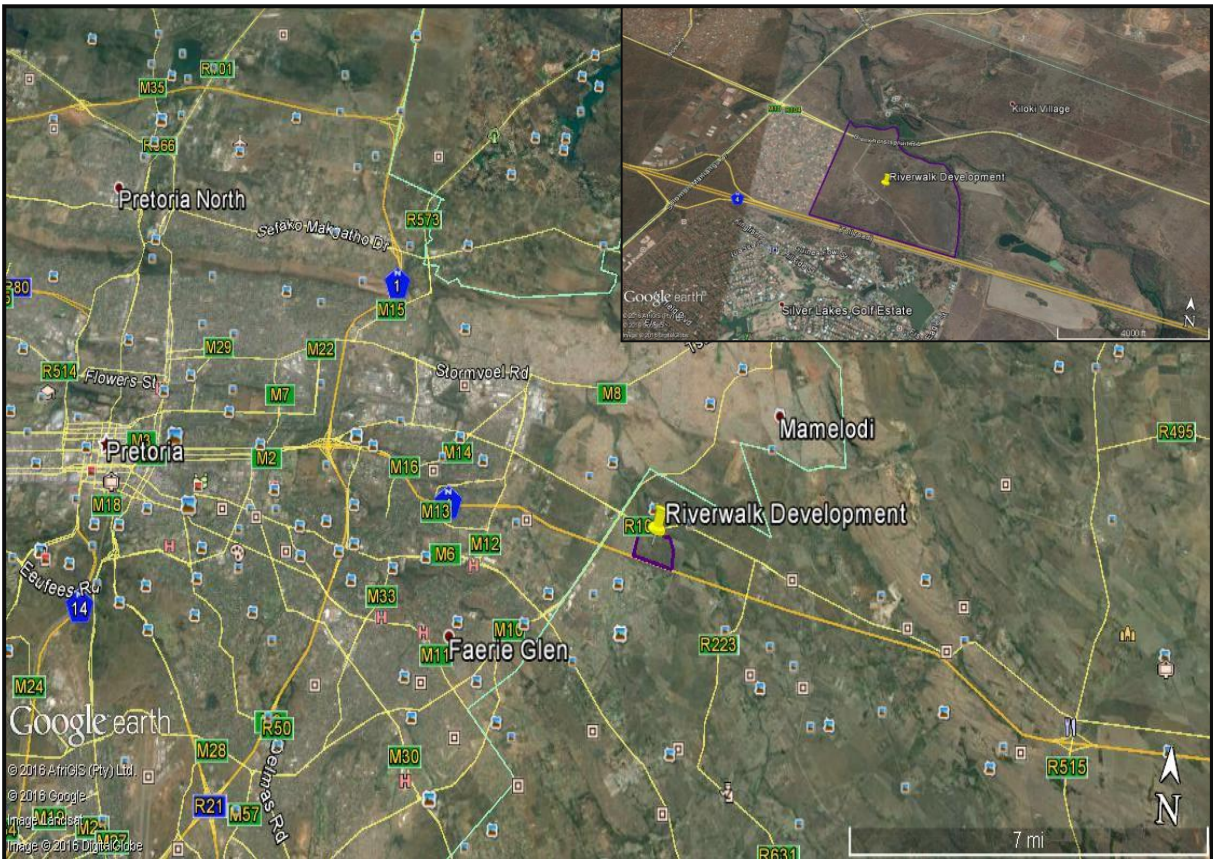 R101
M35
R566
Pretoria North
Sefako Makgatho Dr
R573
1
M15
R80
M29
M22
R514
Flowers St
M7
Stormvoel Rd
M8
Mamelodi
R495
M3
Pretoria
M2
M14
M16
M18
M13
Riverwalk Development
M12
M6
Eeufees Rd
14
M33
M10
Faerie Glen
M11
R223
M24
R50
Google earth
M28
Delmas Rd
M30
R515
© 2016 AfriGIS (Pty) Ltd.
© 2016 Google
Image Landsat
Image © 2016 DigitalGlobe
R21
M57
R631
7 mi
N
Kiloki Village
Riverwalk Development
4
Silver Lakes Golf Estate
Google earth
4000 ft
N